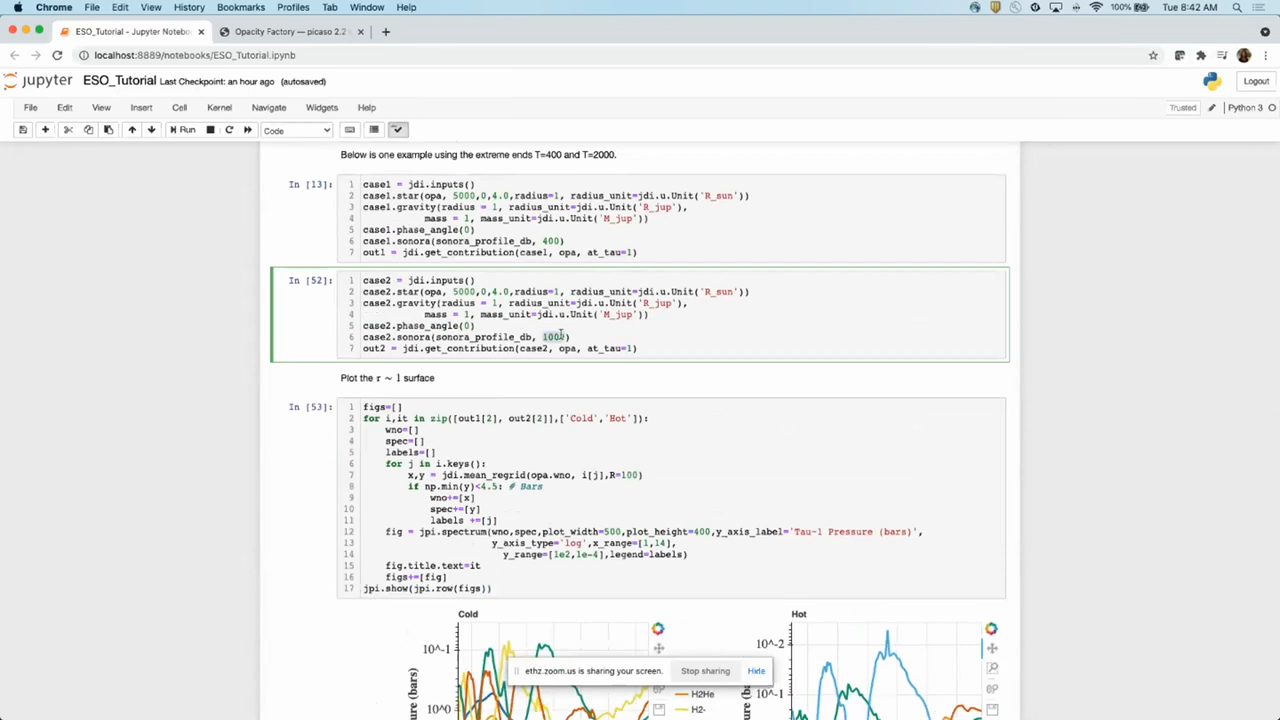 Chrome File Edit View History Bookmarks Profiles Tab Window Help 100% Tue 8:42 AM
ESO_Tutorial - Jupyter Notebo Opacity Factory — picaso 2.2
localhost:8889/notebooks/ESO_Tutorial.ipynb
jupyter ESO_Tutorial Last Checkpoint: an hour ago (autosaved) Logout
File Edit View Insert Cell Kernel Navigate Widgets Help Trusted Python 3
Run Code
Below is one example using the extreme ends T=400 and T=2000.
In [13]: 1 case1 = jdi.inputs()
2 case1.star(opa, 5000,0,4.0,radius=1, radius_unit=jdi.u.Unit('R_sun'))
3 case1.gravity(radius = 1, radius_unit=jdi.u.Unit('R_jup'),
4 mass = 1, mass_unit=jdi.u.Unit('M_jup'))
5 case1.phase_angle(0)
6 case1.sonora(sonora_profile_db, 400)
7 out1 = jdi.get_contribution(case1, opa, at_tau=1)
In [52]: 1 case2 = jdi.inputs()
2 case2.star(opa, 5000,0,4.0,radius=1, radius_unit=jdi.u.Unit('R_sun'))
3 case2.gravity(radius = 1, radius_unit=jdi.u.Unit('R_jup'),
4 mass = 1, mass_unit=jdi.u.Unit('M_jup'))
5 case2.phase_angle(0)
6 case2.sonora(sonora_profile_db, 1000)
7 out2 = jdi.get_contribution(case2, opa, at_tau=1)
Plot the τ ~ 1 surface
In [53]: 1 figs=[]
2 for i,it in zip([out1[2], out2[2]],['Cold','Hot']):
3 wno=[]
4 spec=[]
5 labels=[]
6 for j in i.keys():
7 x,y = jdi.mean_regrid(opa.wno, i[j],R=100)
8 if np.min(y)<4.5: # Bars
9 wno+=[x]
10 spec+=[y]
11 labels +=[j]
12 fig = jpi.spectrum(wno,spec,plot_width=500,plot_height=400,y_axis_label='Tau~1 Pressure (bars)',
13 y_axis_type='log',x_range=[1,14],
14 y_range=[1e2,1e-4],legend=labels)
15 fig.title.text=it
16 figs+=[fig]
17 jpi.show(jpi.row(figs))
Cold Hot
10^-1 10^-2
ethz.zoom.us is sharing your screen. Stop sharing Hide
H2He 10^-1
10^0 H2-
(bars) (bars)